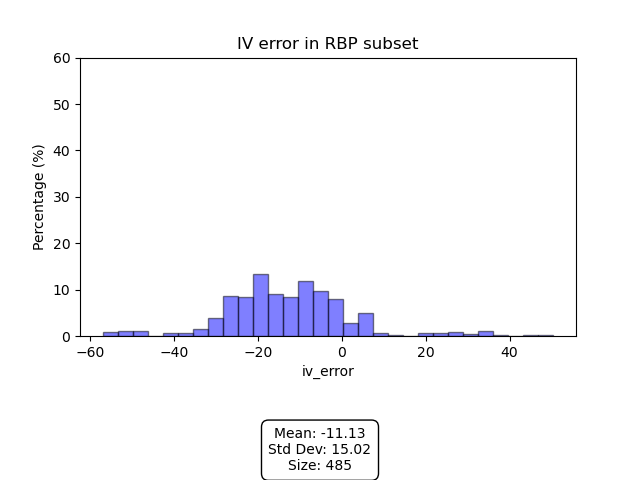 IV error in RBP subset
60
50
40
30
20
10
0
Percentage (%)
−60 −40 −20 0 20 40
iv_error
Mean: -11.13
Std Dev: 15.02
Size: 485